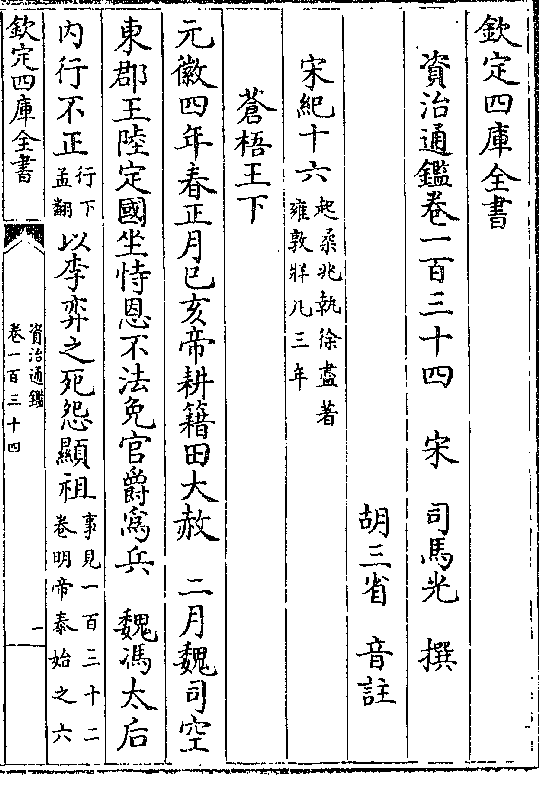 欽定四庫全書
資治通鑑卷一百三十四 宋 司馬光 撰
胡三省 音註
宋紀十六 起柔兆執徐盡著雍敦牂凡三年
蒼梧王下
元徽四年春正月己亥帝耕籍田大赦 二月魏司空
東郡王陸定國坐恃恩不法免官爵爲兵 魏馮太后
内行不正行下孟翻以李弈之死怨顯祖事見一百三十二卷明帝泰始之六
欽定四庫全書 資治通鑑卷一百三十四 一